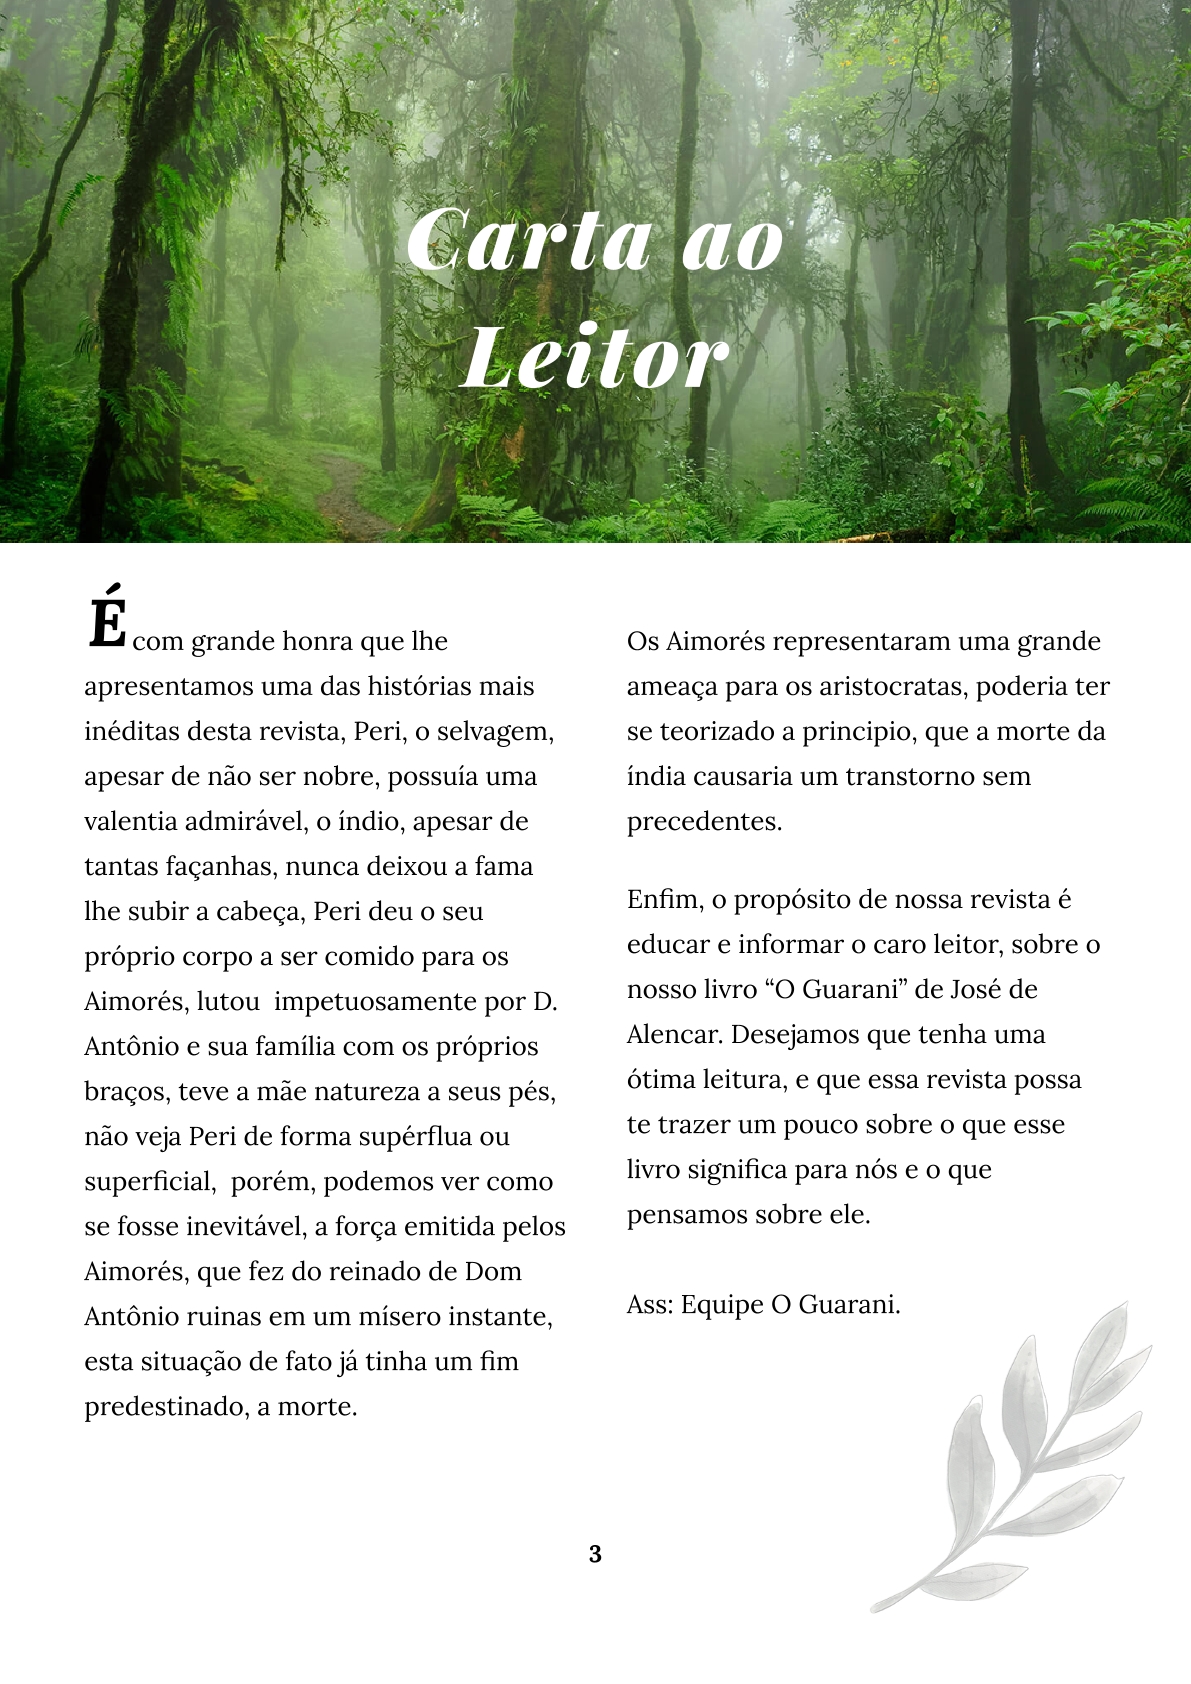 Carta ao
Leitor
É com grande honra que lhe
apresentamos uma das histórias mais
inéditas desta revista, Peri, o selvagem,
apesar de não ser nobre, possuía uma
valentia admirável, o índio, apesar de
tantas façanhas, nunca deixou a fama
lhe subir a cabeça, Peri deu o seu
próprio corpo a ser comido para os
Aimorés, lutou  impetuosamente por D.
Antônio e sua família com os próprios
braços, teve a mãe natureza a seus pés,
não veja Peri de forma supérflua ou
superficial,  porém, podemos ver como
se fosse inevitável, a força emitida pelos
Aimorés, que fez do reinado de Dom
Antônio ruinas em um mísero instante,
esta situação de fato já tinha um fim
predestinado, a morte.
Os Aimorés representaram uma grande
ameaça para os aristocratas, poderia ter
se teorizado a principio, que a morte da
índia causaria um transtorno sem
precedentes.
Enfim, o propósito de nossa revista é
educar e informar o caro leitor, sobre o
nosso livro “O Guarani” de José de
Alencar. Desejamos que tenha uma
ótima leitura, e que essa revista possa
te trazer um pouco sobre o que esse
livro significa para nós e o que
pensamos sobre ele.
Ass: Equipe O Guarani.
3